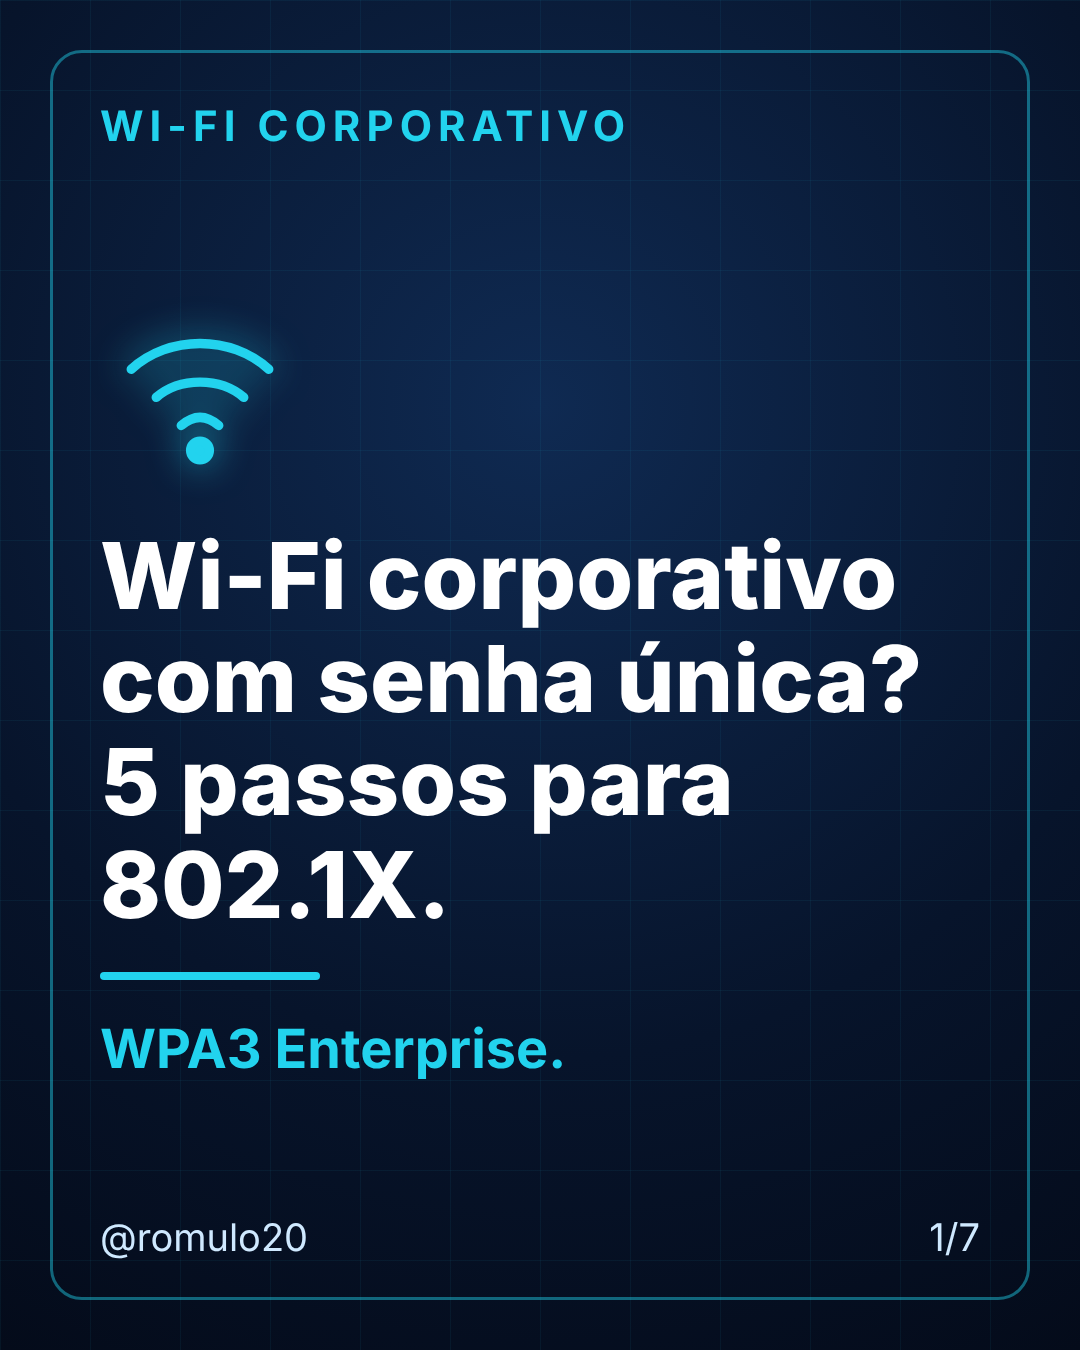 WI-FI CORPORATIVO
Wi-Fi corporativo
com senha única?
5 passos para
802.1X.
WPA3 Enterprise.
@romulo20
1/7